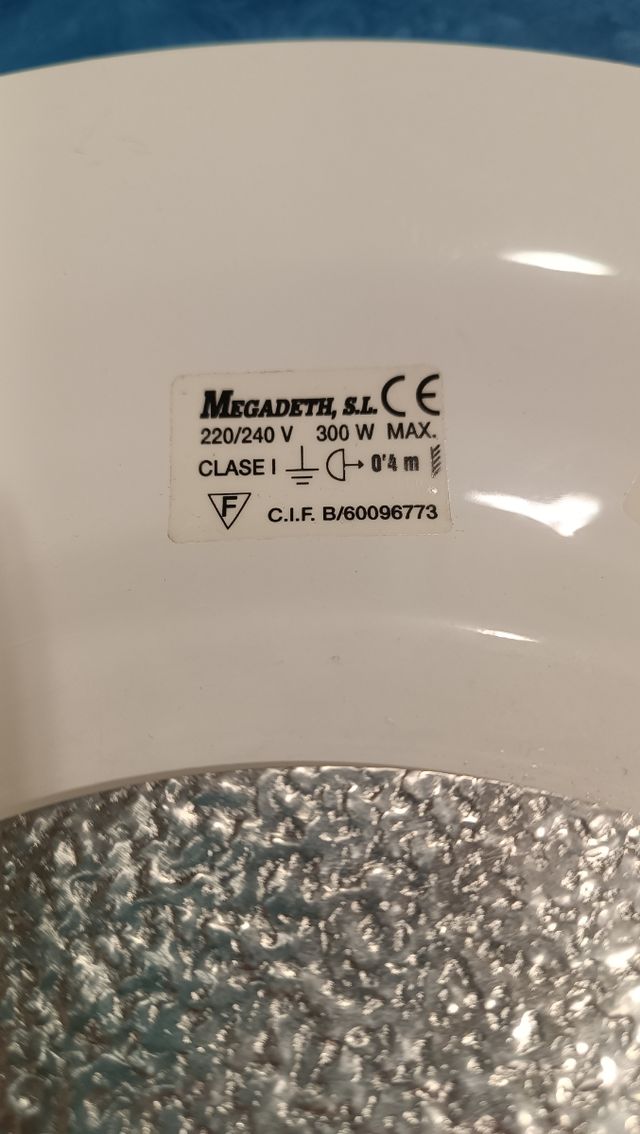 MEGADETH, S.L. CE
220/240 V 300 W MAX.
CLASE I 0'4 m
F C.I.F. B/60096773